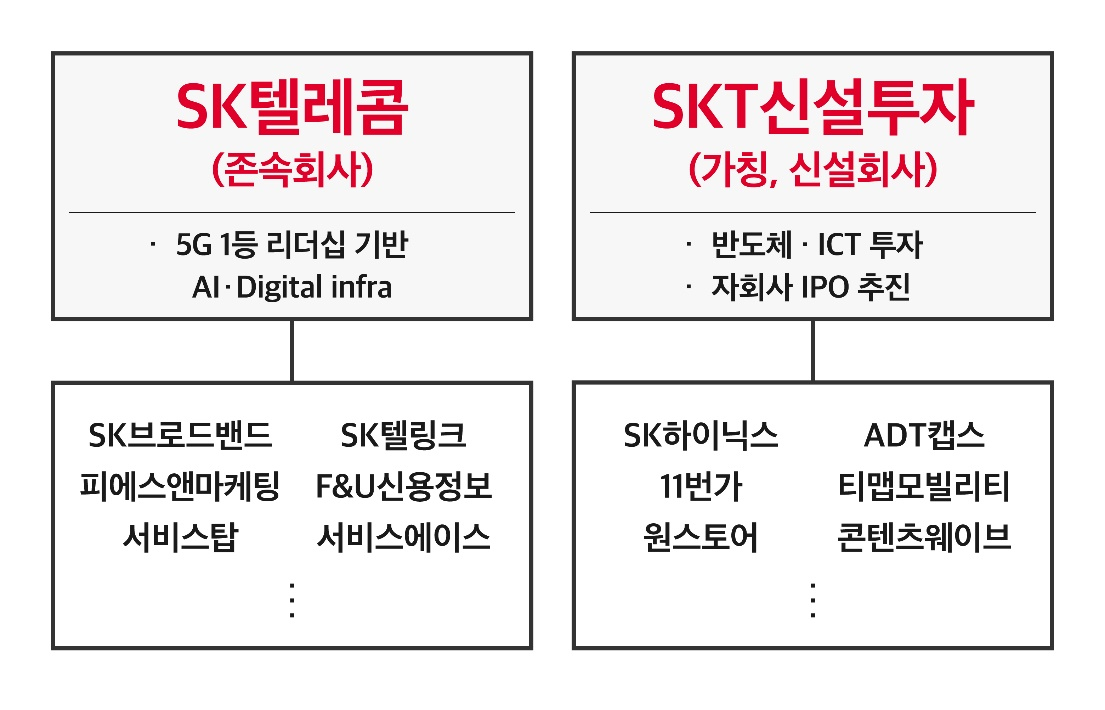 SK텔레콤
(존속회사)
· 5G 1등 리더십 기반
AI·Digital infra
SK브로드밴드 SK텔링크
피에스앤마케팅 F&U신용정보
서비스탑 서비스에이스
⋮
SKT신설투자
(가칭, 신설회사)
· 반도체 · ICT 투자
· 자회사 IPO 추진
SK하이닉스 ADT캡스
11번가 티맵모빌리티
원스토어 콘텐츠웨이브
⋮